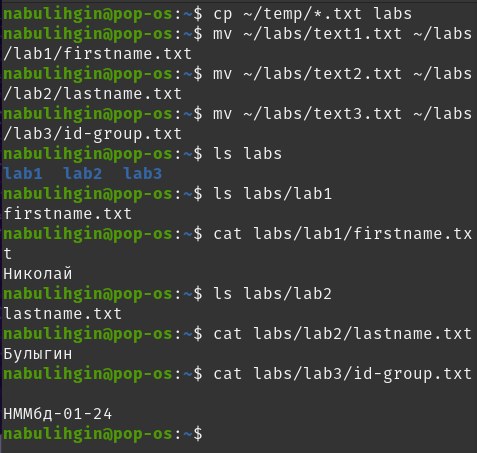 nabulihgin@pop-os:~$ cp ~/temp/*.txt labs
nabulihgin@pop-os:~$ mv ~/labs/text1.txt ~/labs
/lab1/firstname.txt
nabulihgin@pop-os:~$ mv ~/labs/text2.txt ~/labs
/lab2/lastname.txt
nabulihgin@pop-os:~$ mv ~/labs/text3.txt ~/labs
/lab3/id-group.txt
nabulihgin@pop-os:~$ ls labs
lab1  lab2  lab3
nabulihgin@pop-os:~$ ls labs/lab1
firstname.txt
nabulihgin@pop-os:~$ cat labs/lab1/firstname.tx
t
Николай
nabulihgin@pop-os:~$ ls labs/lab2
lastname.txt
nabulihgin@pop-os:~$ cat labs/lab2/lastname.txt
Булыгин
nabulihgin@pop-os:~$ cat labs/lab3/id-group.txt
НММбд-01-24
nabulihgin@pop-os:~$